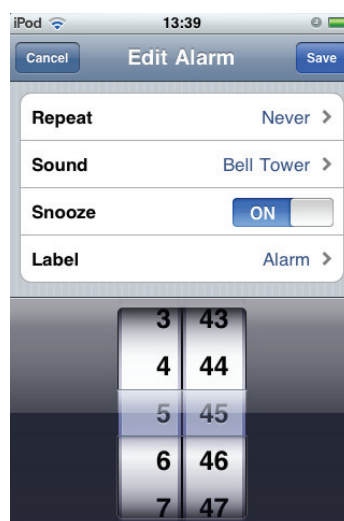 iPod 13:39
Cancel Edit Alarm Save
Repeat Never >
Sound Bell Tower >
Snooze ON
Label Alarm >
3 43
4 44
5 45
6 46
7 47